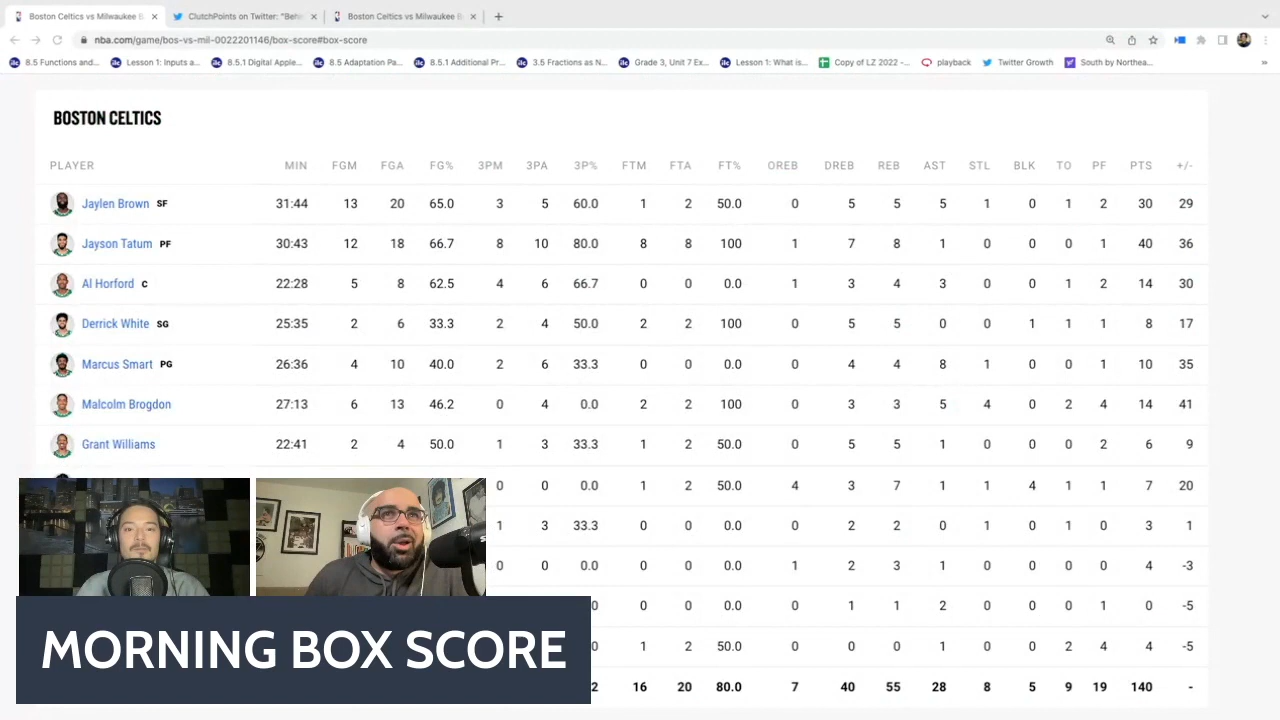 Boston Celtics vs Milwaukee B
ClutchPoints on Twitter: "Behi
Boston Celtics vs Milwaukee B
nba.com/game/bos-vs-mil-0022201146/box-score#box-score
8.5 Functions and... Lesson 1: Inputs a... 8.5.1 Digital Apple... 8.5 Adaptation Pa... 8.5.1 Additional Pr... 3.5 Fractions as N... Grade 3, Unit 7 Ex... Lesson 1: What is... Copy of LZ 2022 -... playback Twitter Growth South by Northea...
BOSTON CELTICS
PLAYER MIN FGM FGA FG% 3PM 3PA 3P% FTM FTA FT% OREB DREB REB AST STL BLK TO PF PTS +/-
Jaylen Brown SF 31:44 13 20 65.0 3 5 60.0 1 2 50.0 0 5 5 5 1 0 1 2 30 29
Jayson Tatum PF 30:43 12 18 66.7 8 10 80.0 8 8 100 1 7 8 1 0 0 0 1 40 36
Al Horford C 22:28 5 8 62.5 4 6 66.7 0 0 0.0 1 3 4 3 0 0 1 2 14 30
Derrick White SG 25:35 2 6 33.3 2 4 50.0 2 2 100 0 5 5 0 0 1 1 1 8 17
Marcus Smart PG 26:36 4 10 40.0 2 6 33.3 0 0 0.0 0 4 4 8 1 0 0 1 10 35
Malcolm Brogdon 27:13 6 13 46.2 0 4 0.0 2 2 100 0 3 3 5 4 0 2 4 14 41
Grant Williams 22:41 2 4 50.0 1 3 33.3 1 2 50.0 0 5 5 1 0 0 0 2 6 9
0 0 0.0 1 2 50.0 4 3 7 1 1 4 1 1 7 20
1 3 33.3 0 0 0.0 0 2 2 0 1 0 1 0 3 1
0 0 0.0 0 0 0.0 1 2 3 1 0 0 0 0 4 -3
0 0 0 0.0 0 1 1 2 0 0 0 1 0 -5
0 1 2 50.0 0 0 0 1 0 0 2 4 4 -5
2 16 20 80.0 7 40 55 28 8 5 9 19 140 -
MORNING BOX SCORE